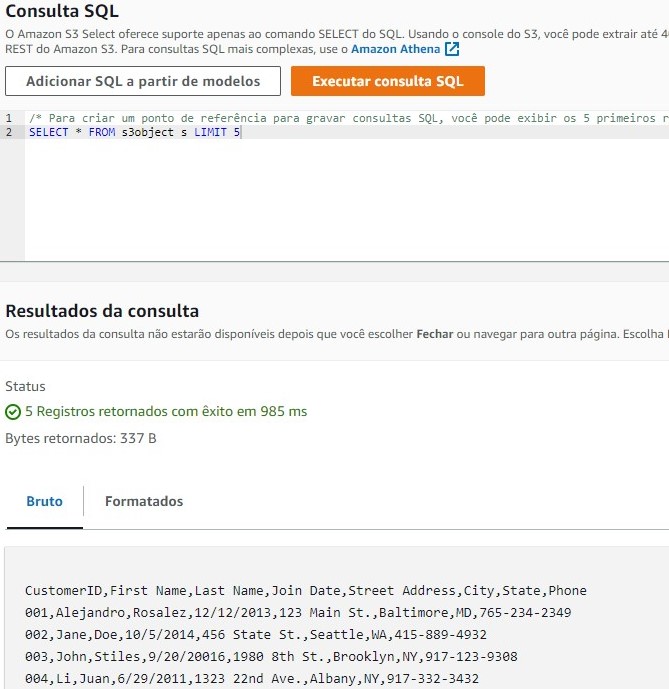 Consulta SQL
O Amazon S3 Select oferece suporte apenas ao comando SELECT do SQL. Usando o console do S3, você pode extrair até
REST do Amazon S3. Para consultas SQL mais complexas, use o Amazon Athena
Adicionar SQL a partir de modelos
Executar consulta SQL
1 /* Para criar um ponto de referência para gravar consultas SQL, você pode exibir os 5 primeiros
2 SELECT * FROM s3object s LIMIT 5
Resultados da consulta
Os resultados da consulta não estarão disponíveis depois que você escolher Fechar ou navegar para outra página. Escolha
Status
5 Registros retornados com êxito em 985 ms
Bytes retornados: 337 B
Bruto
Formatados
CustomerID,First Name,Last Name,Join Date,Street Address,City,State,Phone
001,Alejandro,Rosalez,12/12/2013,123 Main St.,Baltimore,MD,765-234-2349
002,Jane,Doe,10/5/2014,456 State St.,Seattle,WA,415-889-4932
003,John,Stiles,9/20/20016,1980 8th St.,Brooklyn,NY,917-123-9308
004,Li,Juan,6/29/2011,1323 22nd Ave.,Albany,NY,917-332-3432